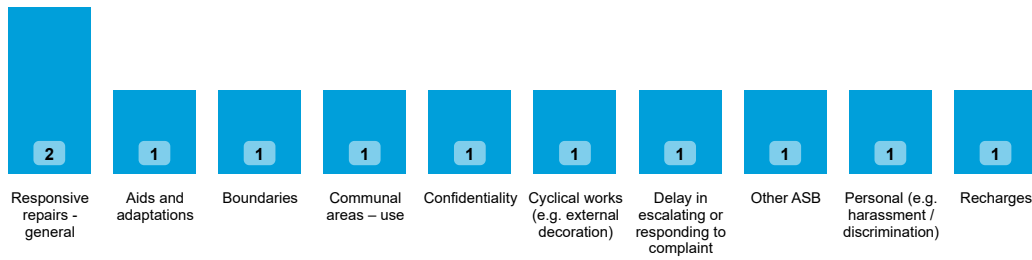 2
1
1
1
1
1
1
1
1
1
Responsive
repairs -
general
Aids and
adaptations
Boundaries
Communal
areas – use
Confidentiality
Cyclical works
(e.g. external
decoration)
Delay in
escalating or
responding to
complaint
Other ASB
Personal (e.g.
harassment /
discrimination)
Recharges